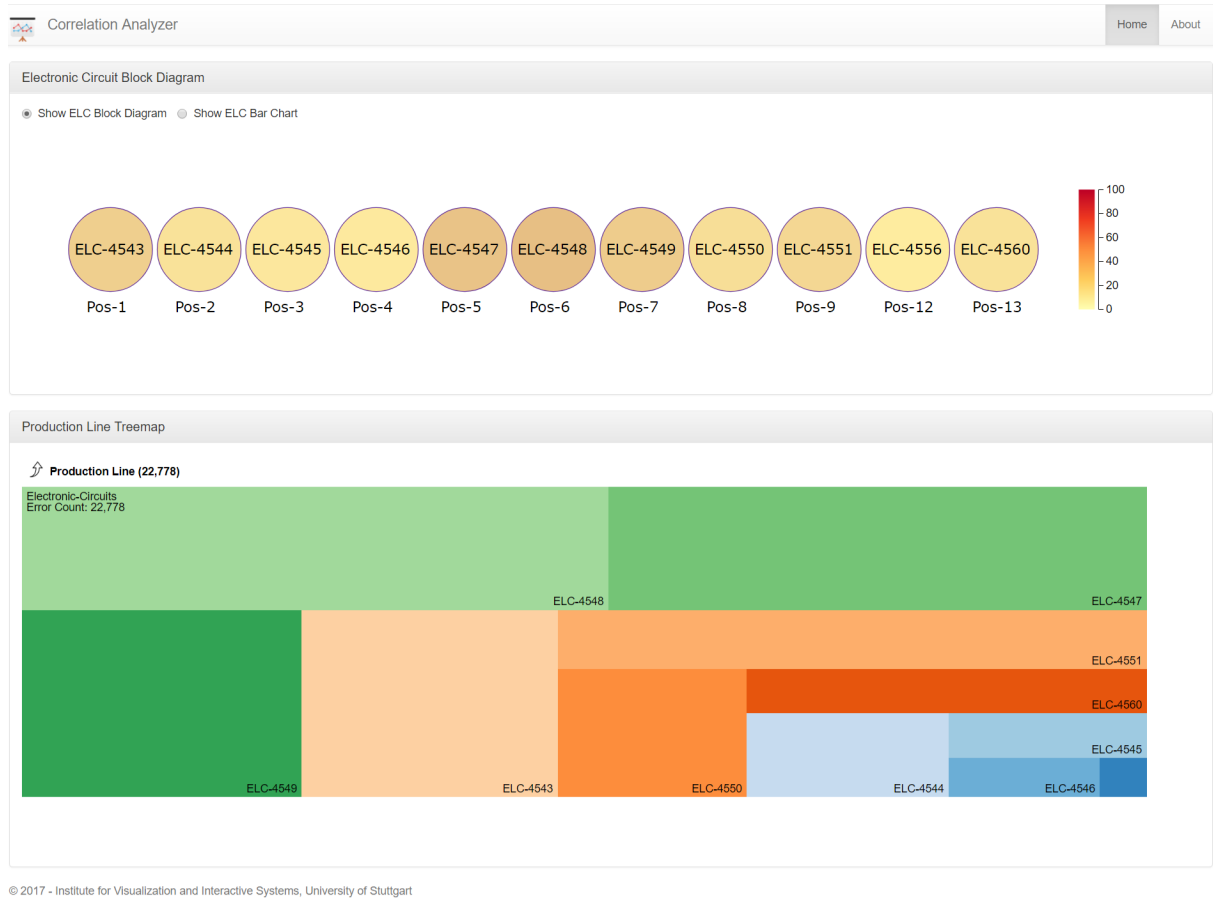 Correlation Analyzer
Home
About
Electronic Circuit Block Diagram
Show ELC Block Diagram
Show ELC Bar Chart
ELC-4543
ELC-4544
ELC-4545
ELC-4546
ELC-4547
ELC-4548
ELC-4549
ELC-4550
ELC-4551
ELC-4556
ELC-4560
Pos-1
Pos-2
Pos-3
Pos-4
Pos-5
Pos-6
Pos-7
Pos-8
Pos-9
Pos-12
Pos-13
100
80
60
40
20
0
Production Line Treemap
Production Line (22,778)
Electronic-Circuits
Error Count: 22,778
ELC-4548
ELC-4547
ELC-4551
ELC-4560
ELC-4545
ELC-4549
ELC-4543
ELC-4550
ELC-4544
ELC-4546
© 2017 - Institute for Visualization and Interactive Systems, University of Stuttgart